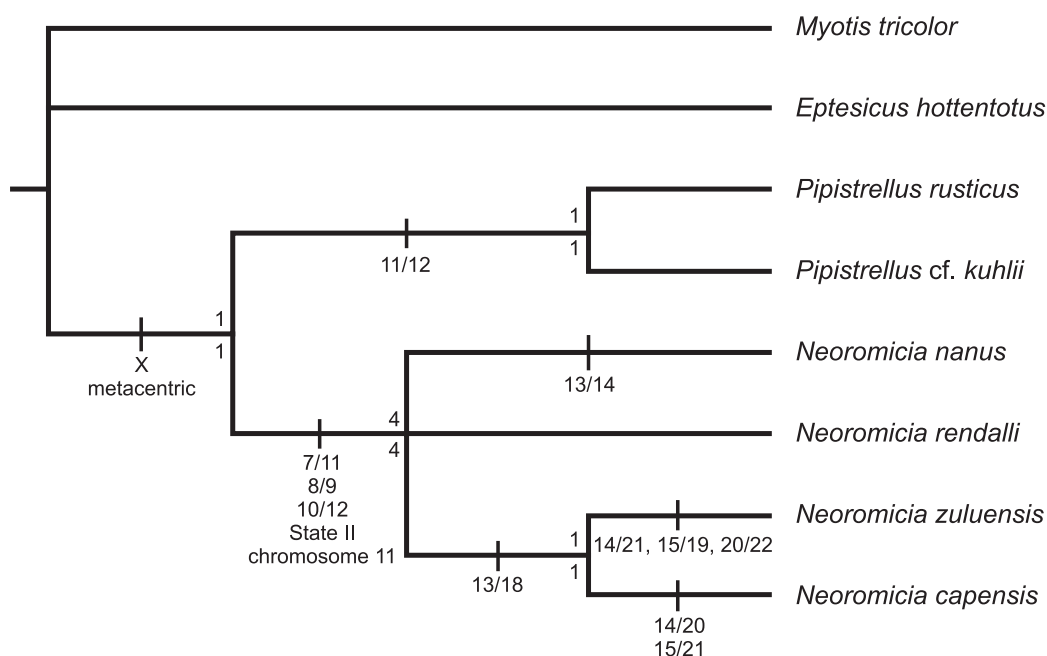 Myotis tricolor
Eptesicus hottentotus
Pipistrellus rusticus
1
1
11/12
Pipistrellus cf. kuhlii
1
1
X
metacentric
Neoromicia nanus
13/14
4
4
Neoromicia rendalli
7/11
8/9
10/12
State II
chromosome 11
Neoromicia zuluensis
1
1
14/21, 15/19, 20/22
13/18
Neoromicia capensis
14/20
15/21